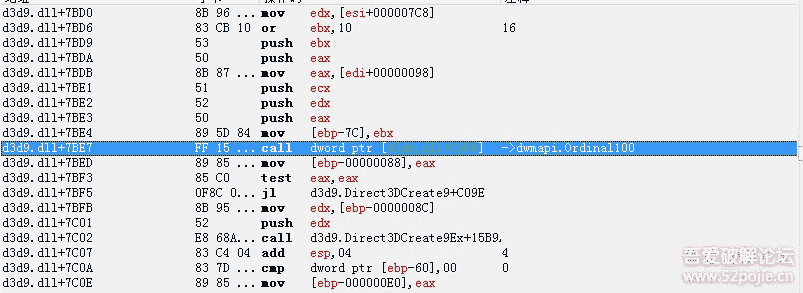 d3d9.dll+7BD0 8B 96 ... mov edx,[esi+000007C8]
d3d9.dll+7BD6 83 CB 10 or ebx,10 16
d3d9.dll+7BD9 53 push ebx
d3d9.dll+7BDA 50 push eax
d3d9.dll+7BDB 8B 87 ... mov eax,[edi+00000098]
d3d9.dll+7BE1 51 push ecx
d3d9.dll+7BE2 52 push edx
d3d9.dll+7BE3 50 push eax
d3d9.dll+7BE4 89 5D 84 mov [ebp-7C],ebx
d3d9.dll+7BE7 FF 15 ... call dword ptr [ ] ->dwmapi.Ordinal100
d3d9.dll+7BED 89 85 ... mov [ebp-00000088],eax
d3d9.dll+7BF3 85 C0 test eax,eax
d3d9.dll+7BF5 0F8C 0... jl d3d9.Direct3DCreate9+C09E
d3d9.dll+7BFB 8B 95 ... mov edx,[ebp-0000008C]
d3d9.dll+7C01 52 push edx
d3d9.dll+7C02 E8 68A... call d3d9.Direct3DCreate9Ex+15B9
d3d9.dll+7C07 83 C4 04 add esp,04 4
d3d9.dll+7C0A 83 7D ... cmp dword ptr [ebp-60],00 0
d3d9.dll+7C0E 89 85 ... mov [ebp-000000E0],eax
吾爱破解论坛
www.52pojie.cn